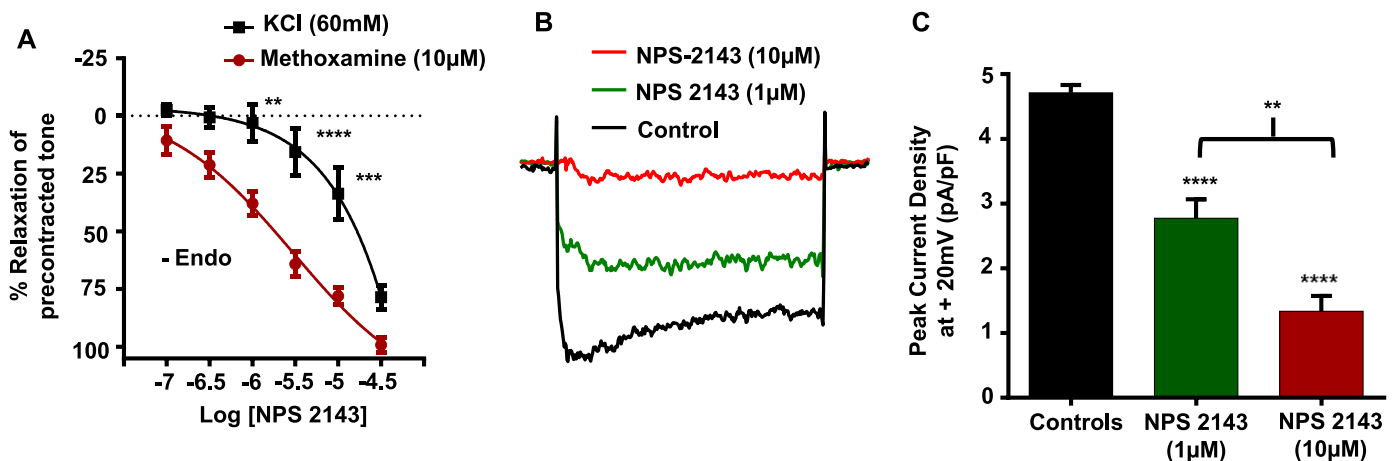 A
KCl (60mM)
Methoxamine (10µM)
% Relaxation of
precontracted tone
-25
0
25
50
75
100
**
****
***
- Endo
-7
-6.5
-6
-5.5
-5
-4.5
Log [NPS 2143]
B
NPS-2143 (10µM)
NPS 2143 (1µM)
Control
C
Peak Current Density
at + 20mV (pA/pF)
5
4
3
2
1
0
**
****
****
Controls
NPS 2143
(1µM)
NPS 2143
(10µM)